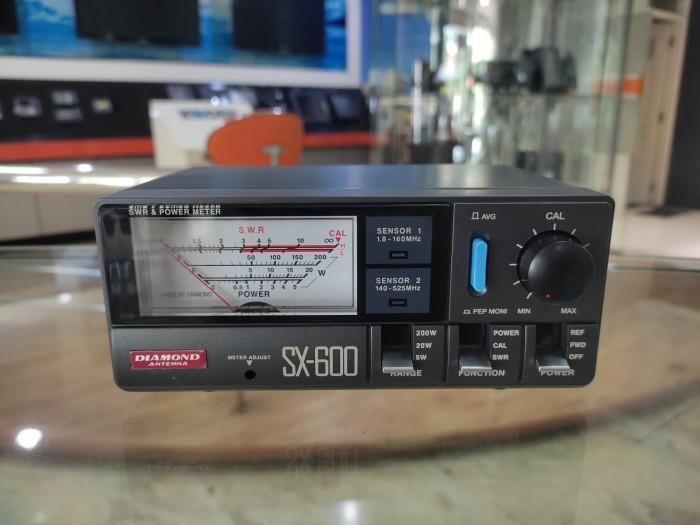 SWR & POWER METER
S.W.R
CAL
1.5 2 3 4 5 10 ∞
H
L
50 100 150 200
5 10 15 20
W
0 0.5 1 2 3 4 5
MADE BY DIAMOND
POWER
SENSOR 1
1.8-160MHz
SENSOR 2
140-525MHz
AVG
PEP MONI
CAL
MIN
MAX
DIAMOND
ANTENNA
METER ADJUST
SX-600
200W
20W
5W
RANGE
POWER
CAL
SWR
FUNCTION
REF
FWD
OFF
POWER